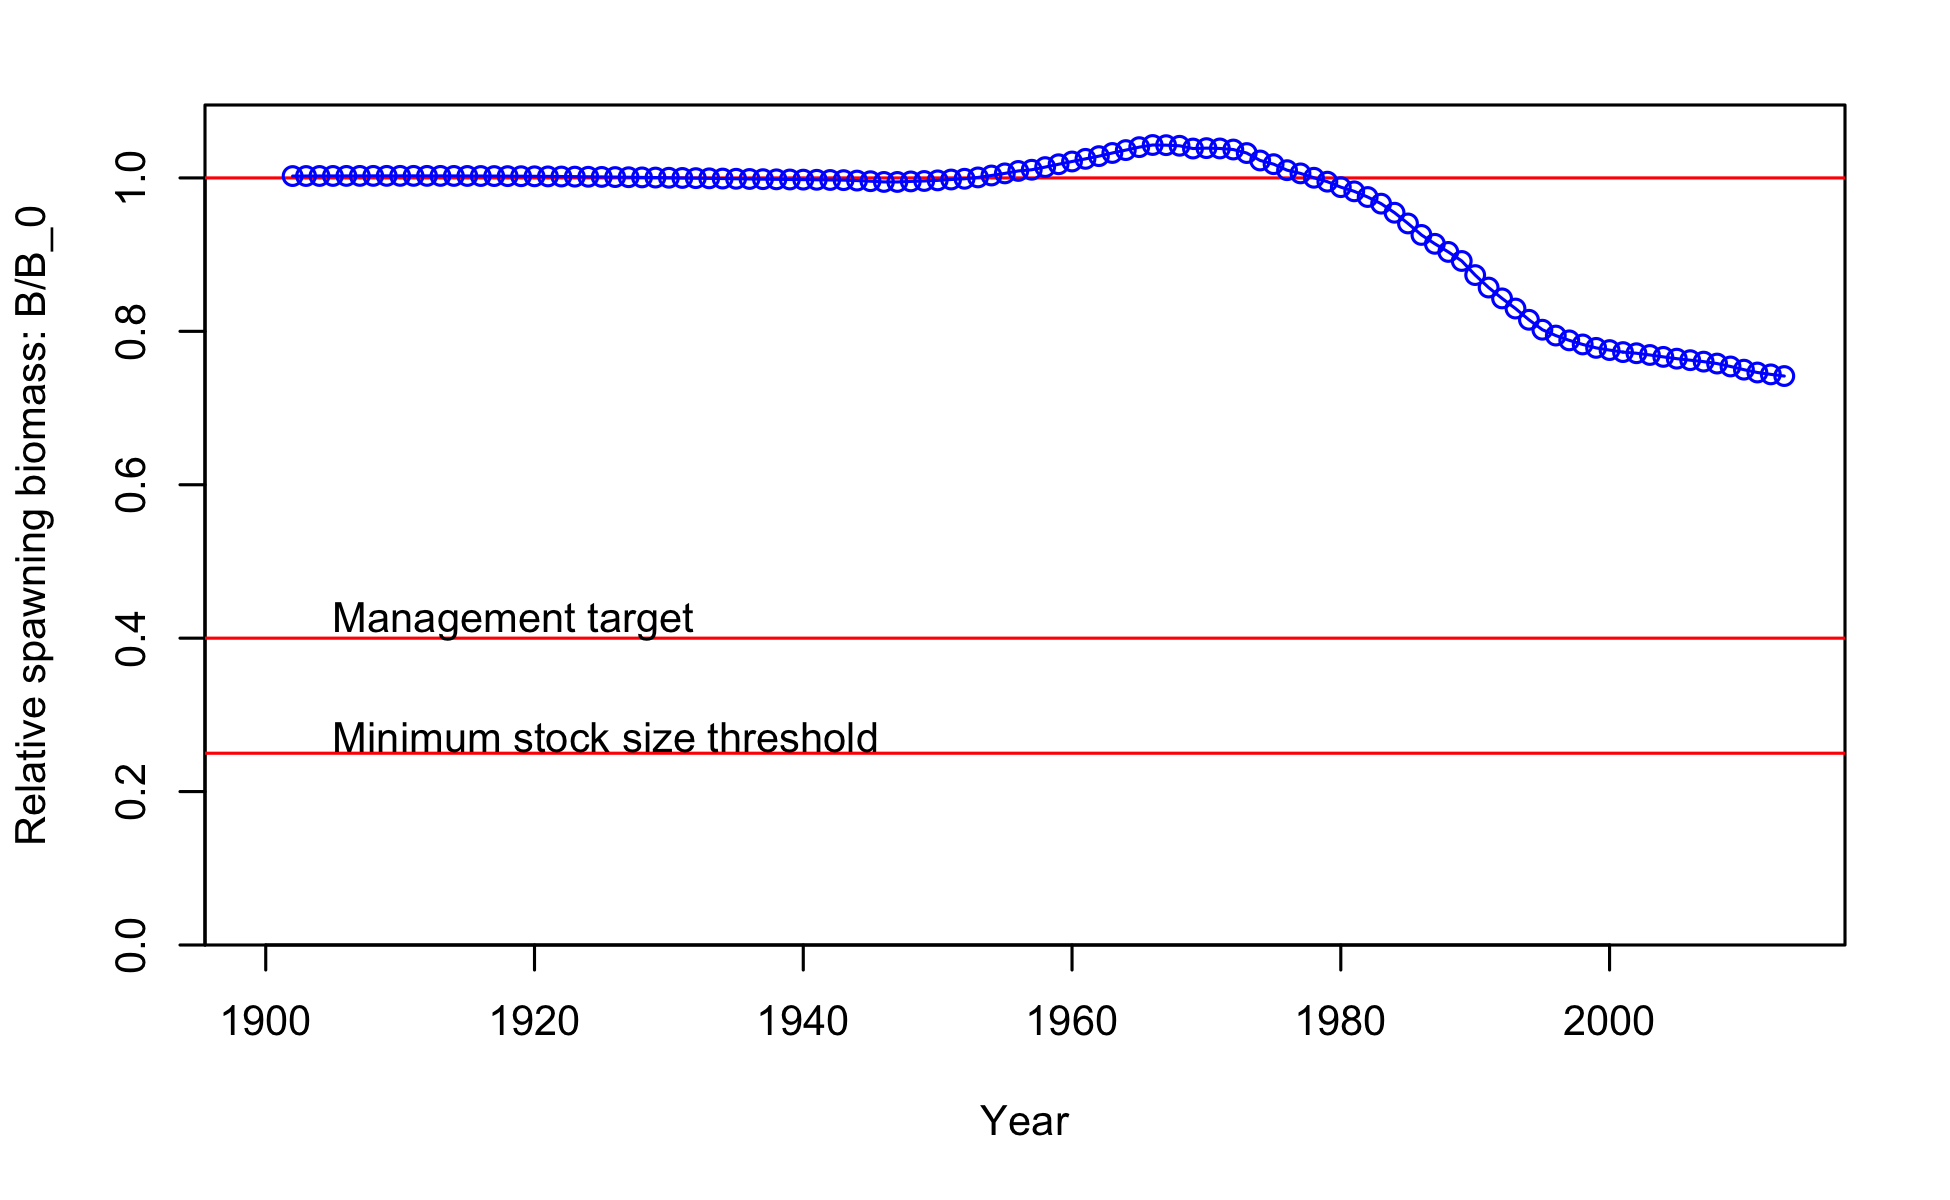 Relative spawning biomass: B/B_0
1.0
0.8
0.6
0.4
0.2
0.0
Management target
Minimum stock size threshold
1900 1920 1940 1960 1980 2000
Year